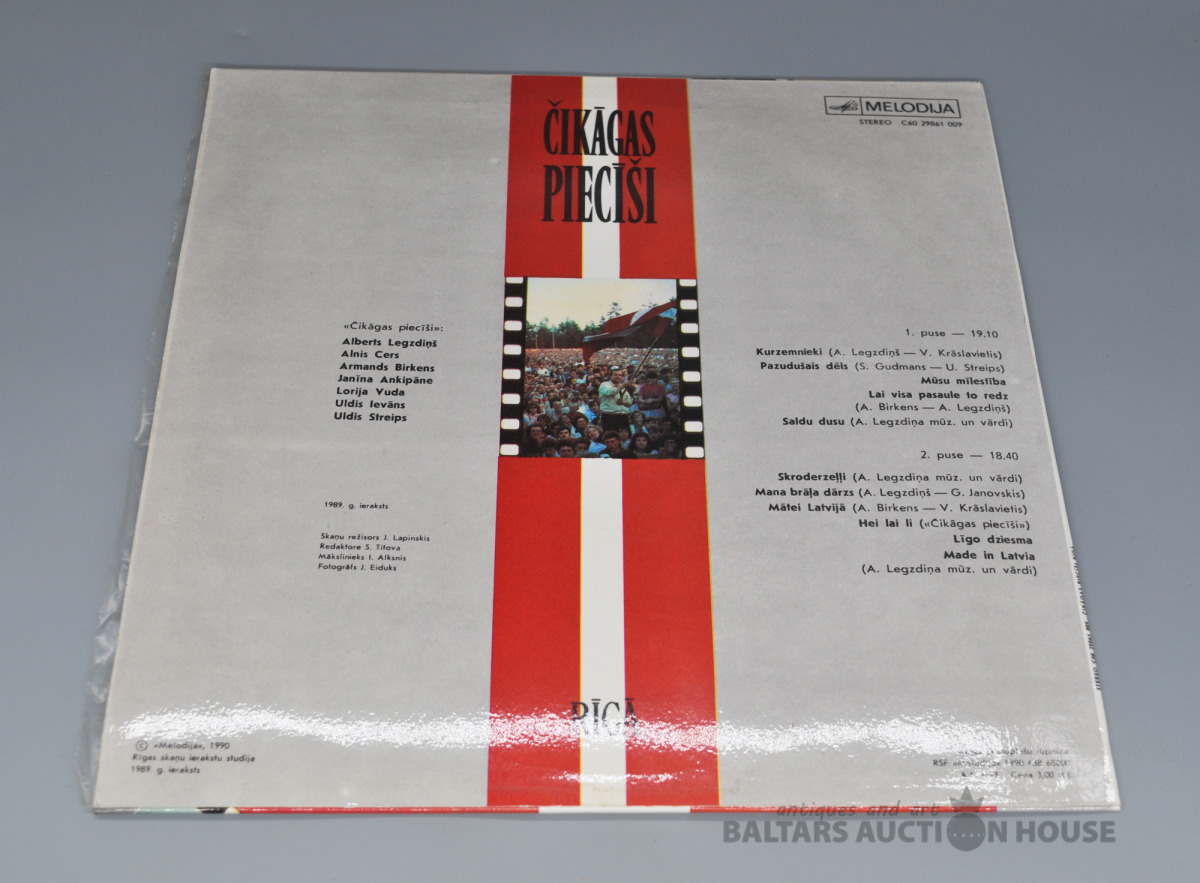 ČIKĀGAS
PIECĪŠI
MELODIJA
STEREO C60 29861 009
«Čikāgas piecīši»:
Alberts Legzdiņš
Alnis Cers
Armands Birkens
Janīna Ankipāne
Lorija Vuda
Uldis Ievāns
Uldis Streips
1989. g. ieraksts
Skaņu režisors J. Lapinskis
Redaktore S. Titova
Mākslinieks I. Alksnis
Fotogrāfs J. Eiduks
1. puse — 19.10
Kurzemnieki (A. Legzdiņš — V. Krāslavietis)
Pazudušais dēls (S. Gudmans — U. Streips)
Mūsu mīlestība
Lai visa pasaule to redz
(A. Birkens — A. Legzdiņš)
Saldu dusu (A. Legzdiņa mūz. un vārdi)
2. puse — 18.40
Skroderzeļļi (A. Legzdiņa mūz. un vārdi)
Mana brāļa dārzs (A. Legzdiņš — G. Janovskis)
Mātei Latvijā (A. Birkens — V. Krāslavietis)
Hei lai li («Čikāgas piecīši»)
Līgo dziesma
Made in Latvia
(A. Legzdiņa mūz. un vārdi)
RĪGĀ
© «Melodija», 1990
Rīgas skaņu ierakstu studija
1989. g. ieraksts
RSF 1990
Cena 3,00
antiques and art
BALTARS AUCTION HOUSE